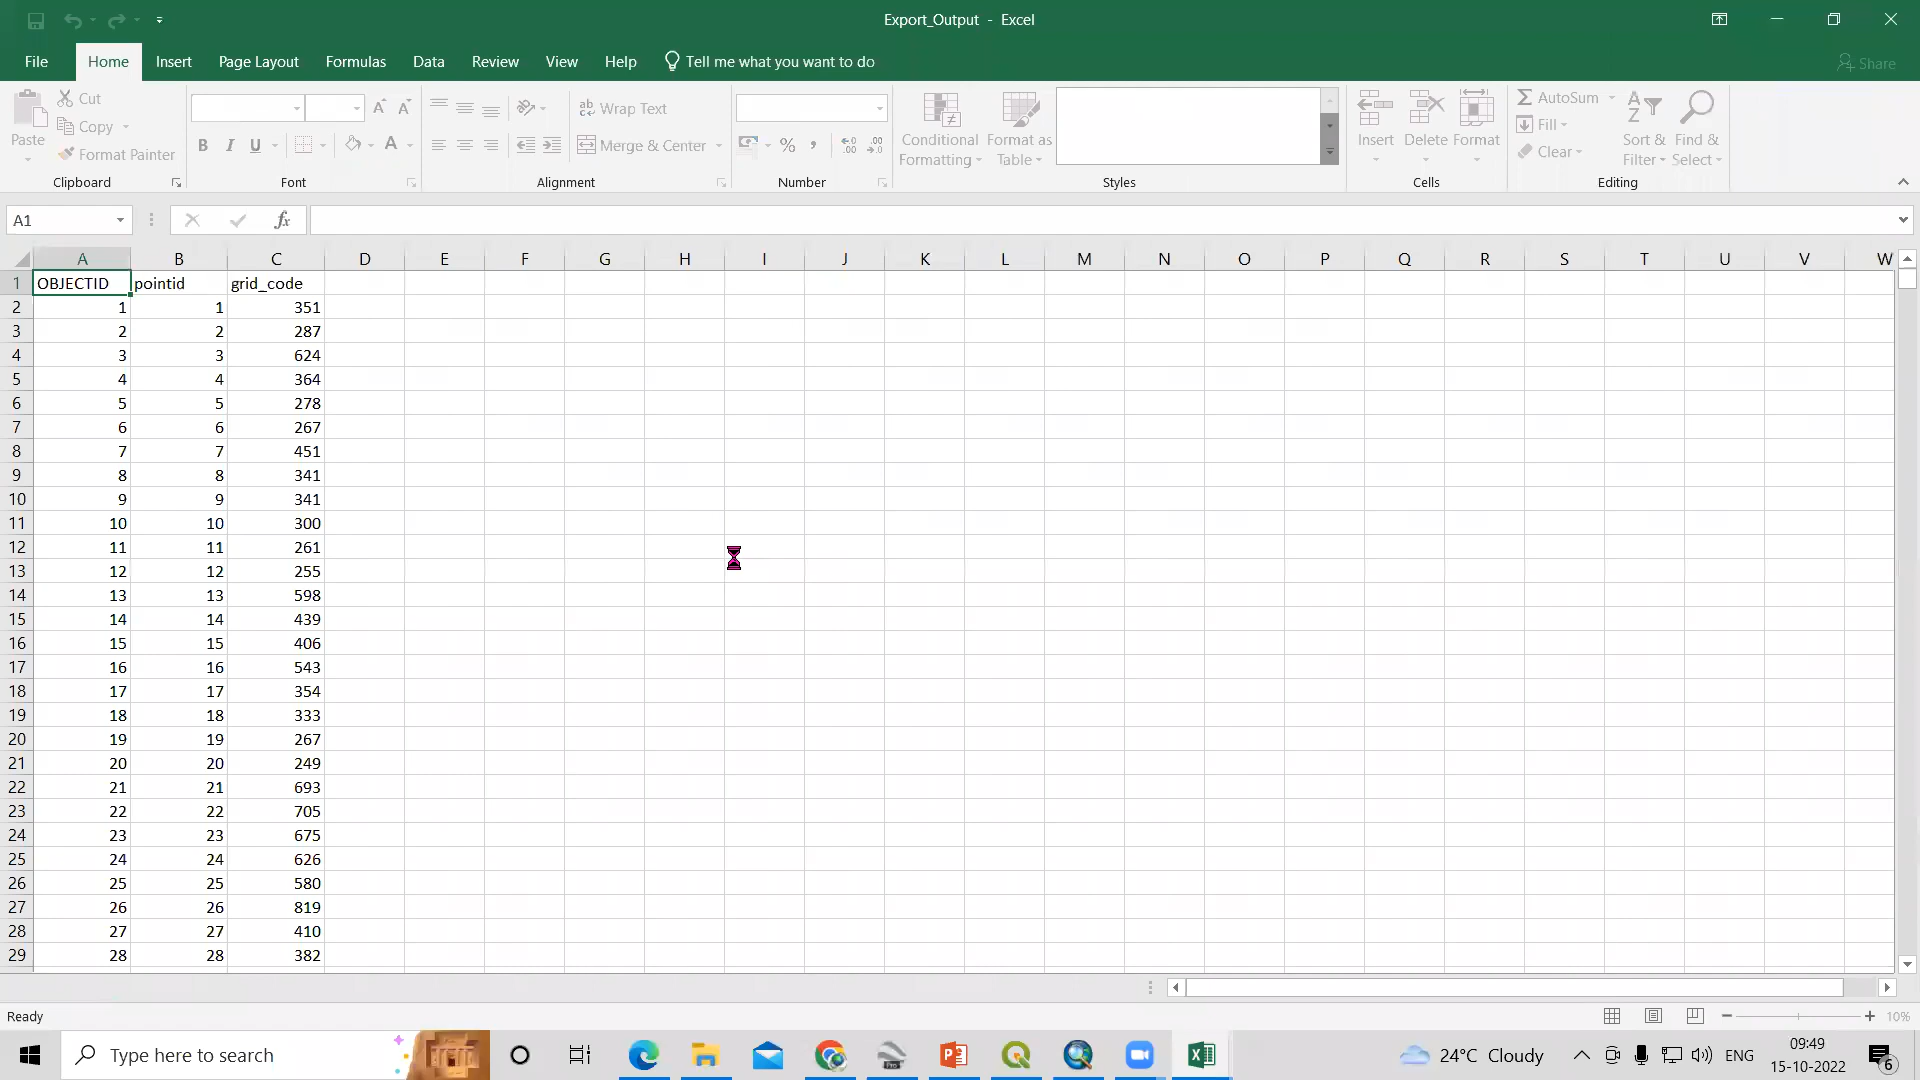 Export_Output - Excel
File Home Insert Page Layout Formulas Data Review View Help Tell me what you want to do Share
Paste Cut Copy Format Painter Clipboard
B I U Font
Wrap Text Merge & Center Alignment
% , Number
Conditional Formatting Format as Table Styles
Insert Delete Format Cells
AutoSum Fill Clear Sort & Filter Find & Select Editing
A1 fx
A B C D E F G H I J K L M N O P Q R S T U V W
1 OBJECTID pointid grid_code
2 1 1 351
3 2 2 287
4 3 3 624
5 4 4 364
6 5 5 278
7 6 6 267
8 7 7 451
9 8 8 341
10 9 9 341
11 10 10 300
12 11 11 261
13 12 12 255
14 13 13 598
15 14 14 439
16 15 15 406
17 16 16 543
18 17 17 354
19 18 18 333
20 19 19 267
21 20 20 249
22 21 21 693
23 22 22 705
24 23 23 675
25 24 24 626
26 25 25 580
27 26 26 819
28 27 27 410
29 28 28 382
Ready 10%
Type here to search 24°C Cloudy ENG 09:49
15-10-2022 6